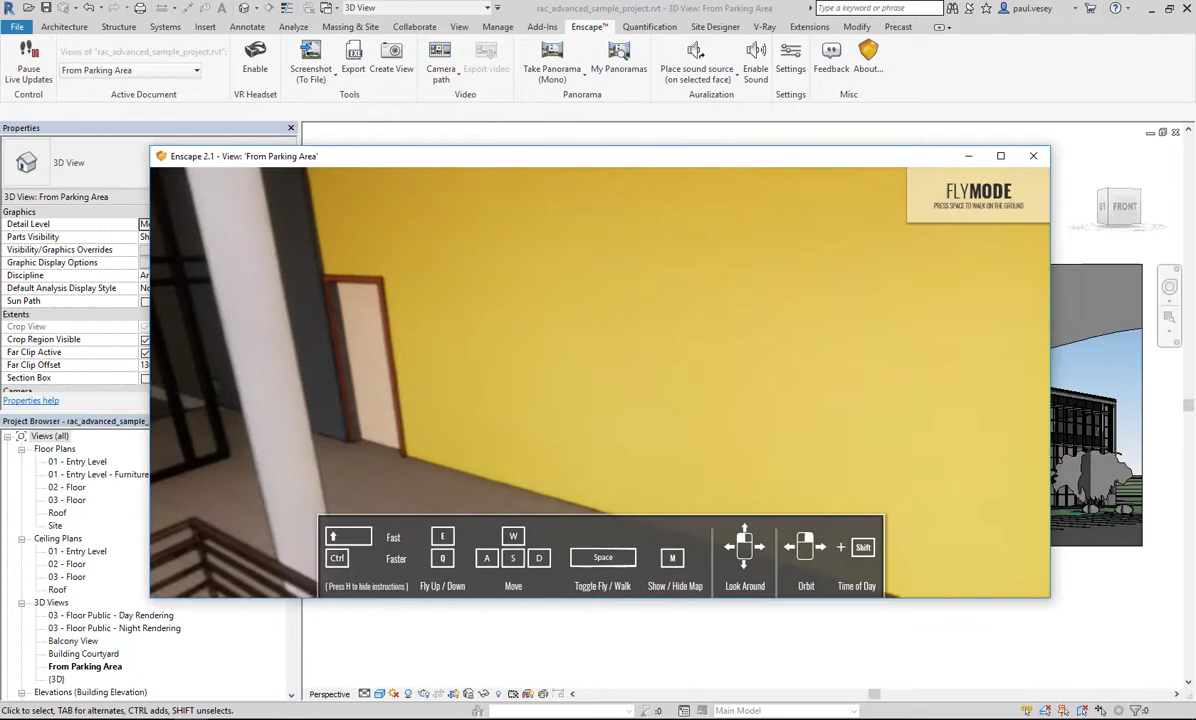 3D View
rac_advanced_sample_project.rvt - 3D View: From Parking Area
Type a keyword or phrase
paul.vesey
File Architecture Structure Systems Insert Annotate Analyze Massing & Site Collaborate View Manage Add-Ins Enscape™ Quantification Site Designer V-Ray Extensions Modify Precast
Pause
Live Updates
Views of "rac_advanced_sample_project.rvt":
From Parking Area
Enable
Screenshot
(To File)
Export
Create View
Camera
path
Export video
Take Panorama
(Mono)
My Panoramas
Place sound source
(on selected face)
Enable
Sound
Settings
Feedback
About...
Control Active Document VR Headset Tools Video Panorama Auralization Settings Misc
Properties
3D View
3D View: From Parking Area
Graphics
Detail Level
Parts Visibility
Visibility/Graphics Overrides
Graphic Display Options
Discipline
Default Analysis Display Style
Sun Path
Extents
Crop View
Crop Region Visible
Far Clip Active
Far Clip Offset
Section Box
Camera
Properties help
Project Browser - rac_advanced_sample_
Views (all)
Floor Plans
01 - Entry Level
01 - Entry Level - Furniture
02 - Floor
03 - Floor
Roof
Site
Ceiling Plans
01 - Entry Level
02 - Floor
03 - Floor
Roof
3D Views
03 - Floor Public - Day Rendering
03 - Floor Public - Night Rendering
Balcony View
Building Courtyard
From Parking Area
{3D}
Elevations (Building Elevation)
Enscape 2.1 - View: 'From Parking Area'
FLYMODE
PRESS SPACE TO WALK ON THE GROUND
Fast
Ctrl Faster
( Press H to hide instructions )
E
Q
Fly Up / Down
W
A S D
Move
Space
Toggle Fly / Walk
M
Show / Hide Map
Look Around
Orbit
+ Shift
Time of Day
FRONT
Perspective
Click to select, TAB for alternates, CTRL adds, SHIFT unselects.
:0
Main Model
:0